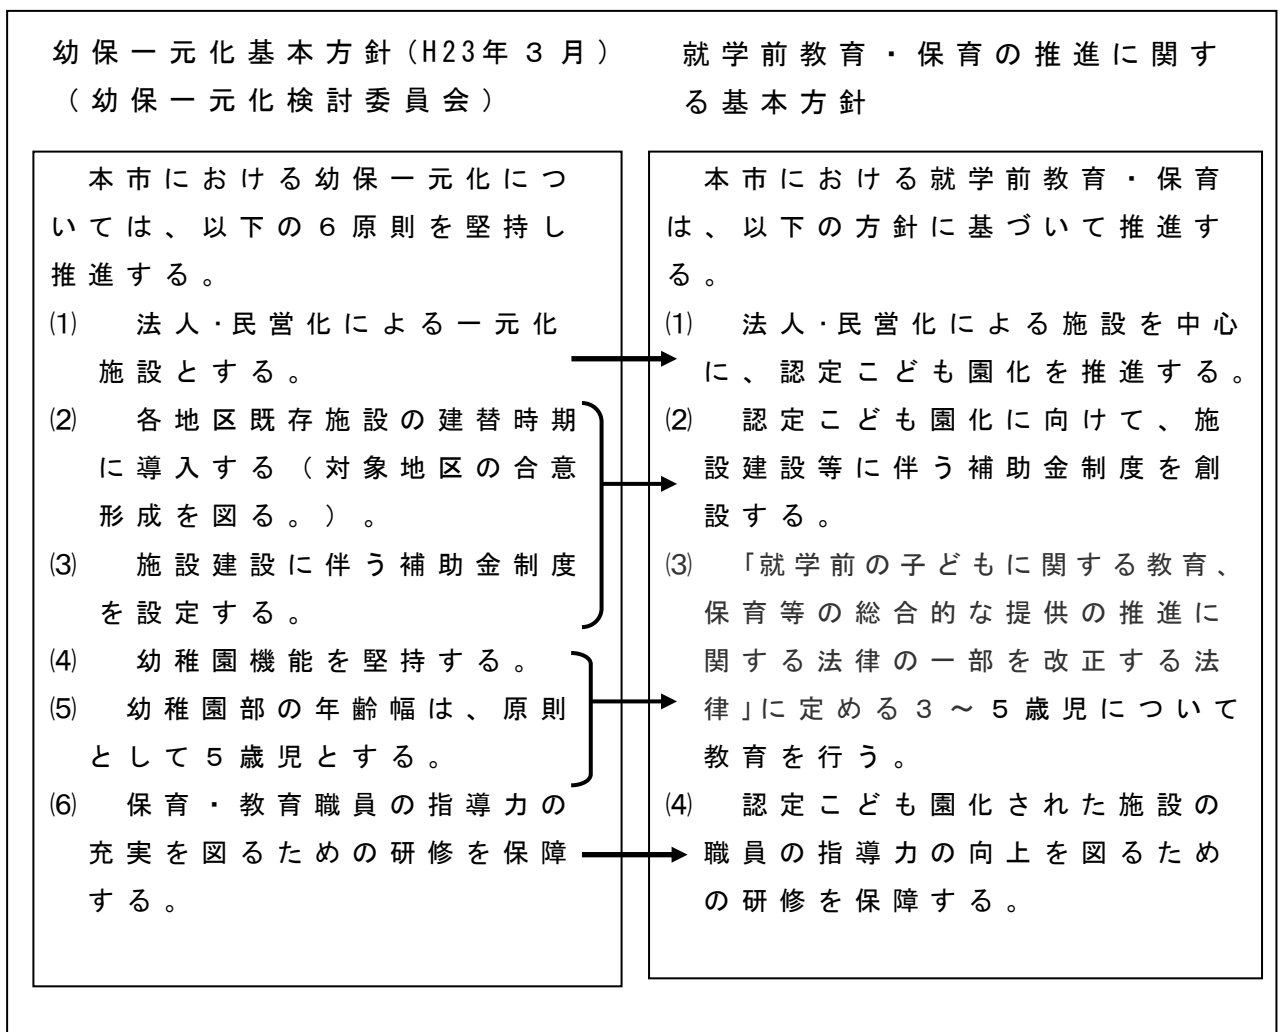 幼保一元化基本方針(H23年3月)
(幼保一元化検討委員会)
本市における幼保一元化につ
いては、以下の6原則を堅持し
推進する。
⑴ 法人・民営化による一元化
施設とする。
⑵ 各地区既存施設の建替時期
に導入する(対象地区の合意
形成を図る。)。
⑶ 施設建設に伴う補助金制度
を設定する。
⑷ 幼稚園機能を堅持する。
⑸ 幼稚園部の年齢幅は、原則
として5歳児とする。
⑹ 保育・教育職員の指導力の
充実を図るための研修を保障
する。
就学前教育・保育の推進に関す
る基本方針
本市における就学前教育・保育
は、以下の方針に基づいて推進す
る。
⑴ 法人・民営化による施設を中心
に、認定こども園化を推進する。
⑵ 認定こども園化に向けて、施
設建設等に伴う補助金制度を創
設する。
⑶ 「就学前の子どもに関する教育、
保育等の総合的な提供の推進に
関する法律の一部を改正する法
律」に定める3~5歳児について
教育を行う。
⑷ 認定こども園化された施設の
職員の指導力の向上を図るため
の研修を保障する。